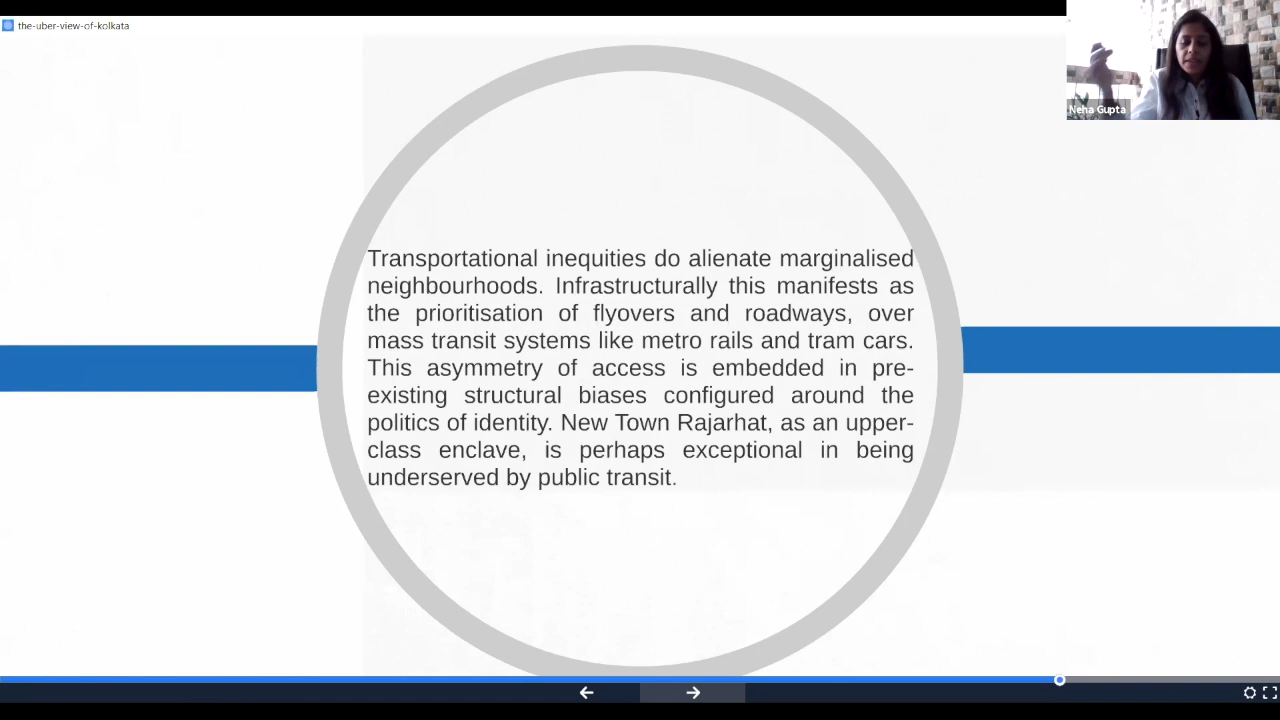 the-uber-view-of-kolkata
Neha Gupta
Transportational inequities do alienate marginalised
neighbourhoods. Infrastructurally this manifests as
the prioritisation of flyovers and roadways, over
mass transit systems like metro rails and tram cars.
This asymmetry of access is embedded in pre-
existing structural biases configured around the
politics of identity. New Town Rajarhat, as an upper-
class enclave, is perhaps exceptional in being
underserved by public transit.